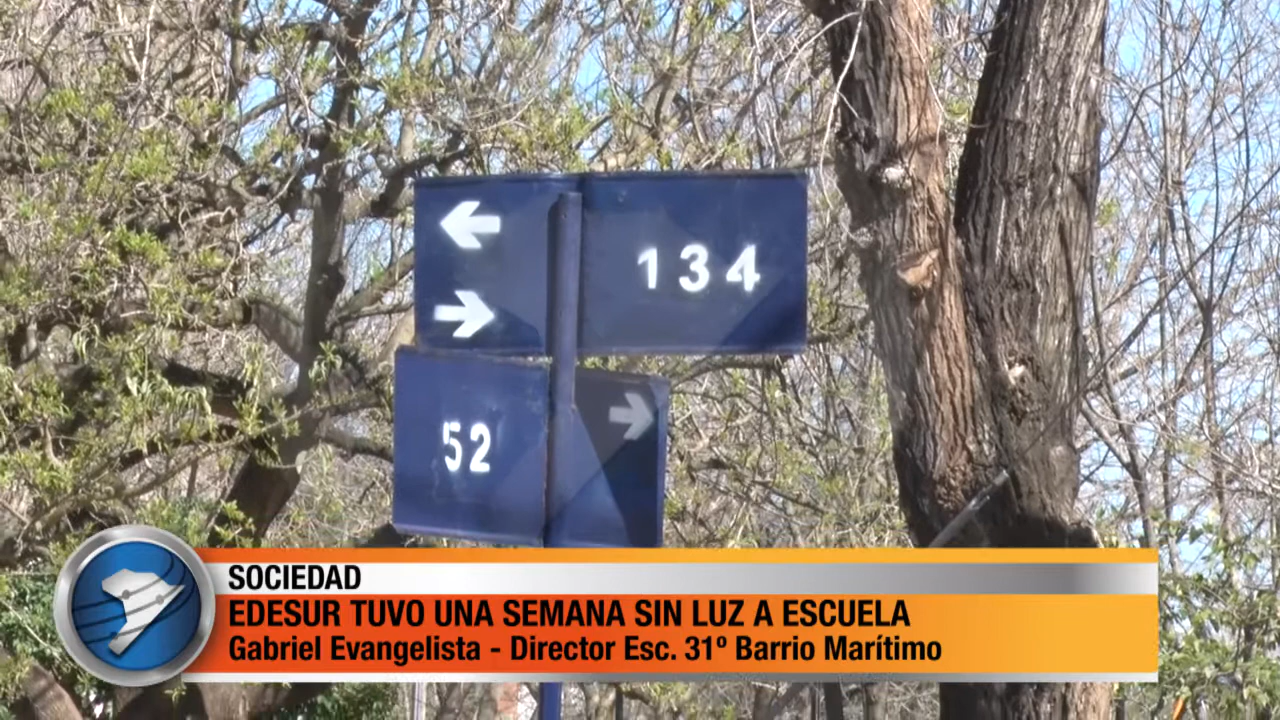 134
52
SOCIEDAD
EDESUR TUVO UNA SEMANA SIN LUZ A ESCUELA
Gabriel Evangelista - Director Esc. 31º Barrio Marítimo